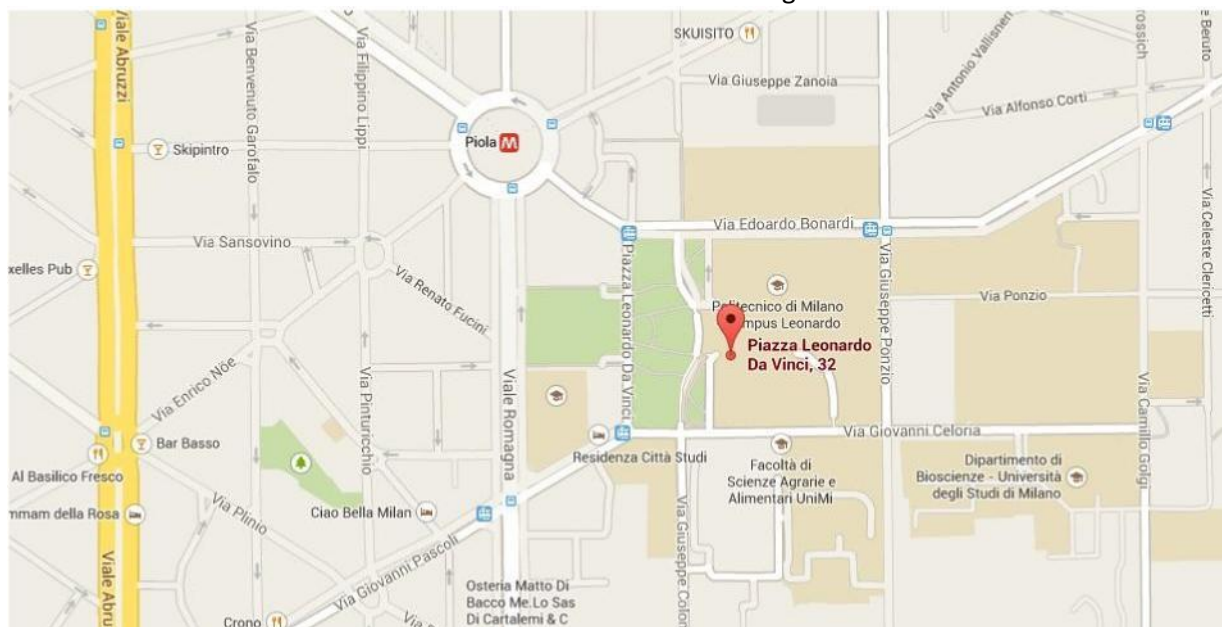 SKUISITO
Viale Abruzzi
Via Benvenuto Garofalo
Via Filippino Lippi
Via Giuseppe Zanoia
Via Antonio Vallisneri
Via Alfonso Corti
Piola M
Skipintro
Via Sansovino
Via Edoardo Bonardi
xelles Pub
Via Renato Fucini
Piazza Leonardo Da Vinci
Politecnico di Milano
Campus Leonardo
Via Giuseppe Ponzio
Via Ponzio
Via Celeste Clericetti
Piazza Leonardo
Da Vinci, 32
Via Enrico Nöe
Via Pinturicchio
Viale Romagna
Via Camillo Golgi
Bar Basso
Via Giovanni Celoria
Al Basilico Fresco
Residenza Città Studi
Facoltà di
Scienze Agrarie e
Alimentari UniMi
Dipartimento di
Bioscienze - Università
degli Studi di Milano
mmam della Rosa
Via Plinio
Ciao Bella Milan
Via Giovanni Pascoli
Via Giuseppe Colom
Viale Abru
Osteria Matto Di
Bacco Me.Lo Sas
Di Cartalemi & C
Crono